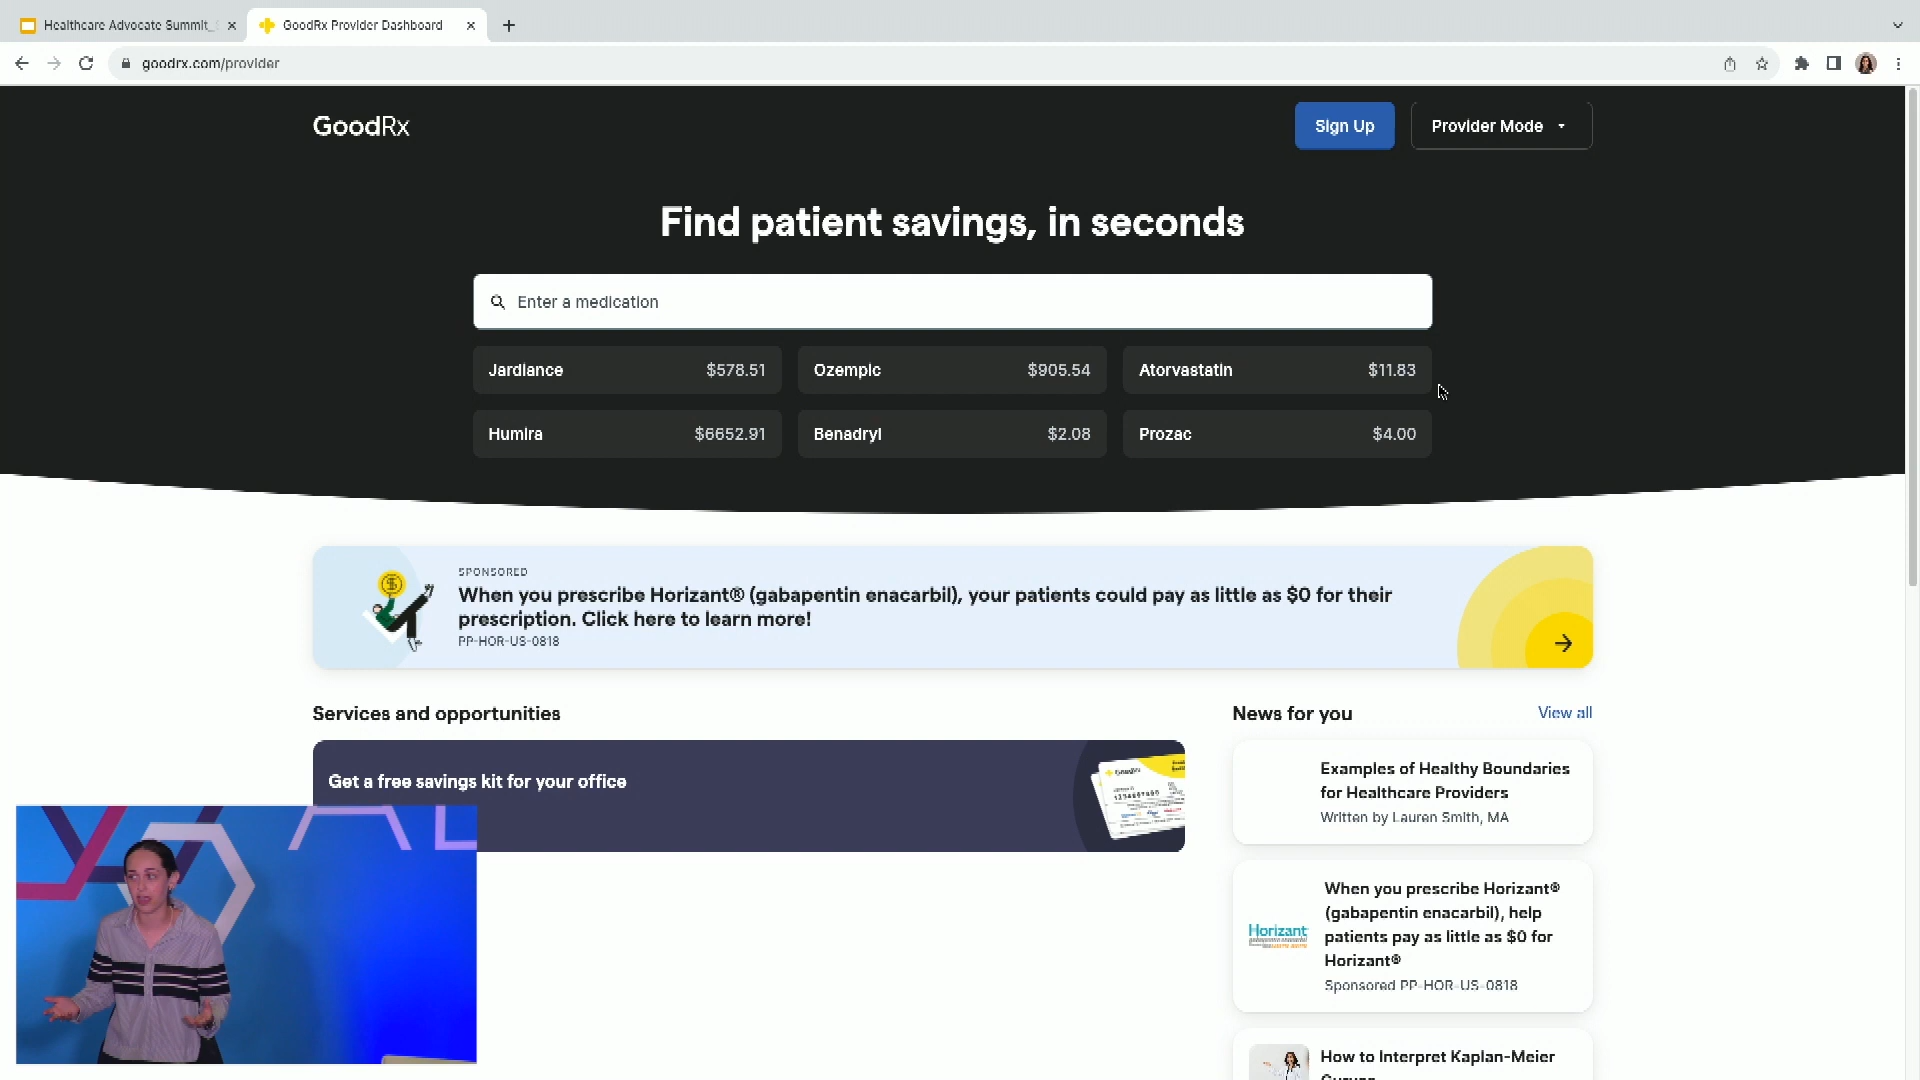 Healthcare Advocate Summit_
GoodRx Provider Dashboard
goodrx.com/provider
GoodRx
Sign Up
Provider Mode
Find patient savings, in seconds
Enter a medication
Jardiance $578.51
Ozempic $905.54
Atorvastatin $11.83
Humira $6652.91
Benadryl $2.08
Prozac $4.00
SPONSORED
When you prescribe Horizant® (gabapentin enacarbil), your patients could pay as little as $0 for their
prescription. Click here to learn more!
PP-HOR-US-0818
Services and opportunities
Get a free savings kit for your office
News for you
View all
Examples of Healthy Boundaries
for Healthcare Providers
Written by Lauren Smith, MA
Horizant
When you prescribe Horizant®
(gabapentin enacarbil), help
patients pay as little as $0 for
Horizant®
Sponsored PP-HOR-US-0818
How to Interpret Kaplan-Meier